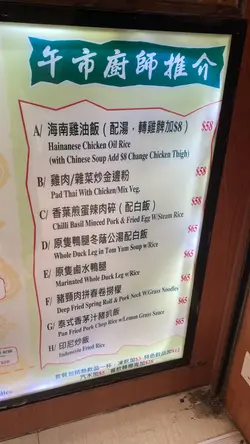 午市廚師推介
A/ 海南雞油飯（配湯，轉雞髀加$8） $58
Hainanese Chicken Oil Rice
(with Chinese Soup Add $8 Change Chicken Thigh)
B/ 雞肉/雜菜炒金邊粉 $58
Pad Thai With Chicken/Mix Veg.
C/ 香葉煎蛋辣肉碎（配白飯） $58
Chilli Basil Minced Pork & Fried Egg W/Steam Rice
D/ 原隻鴨腿冬蔭公湯配白飯 $65
Whole Duck Leg in Tom Yum Soup w/Rice
E/ 原隻鹵水鴨腿 $65
Marinated Whole Duck Leg w/Rice
F/ 豬頸肉拼春卷撈檬 $65
Deep Fried Spring Roll & Pork Neck W/Grass Noodles
G/ 泰式香茅汁豬扒飯 $65
Pan Fried Pork Chop Rice w/Lemon Grass Sauce
H/ 印尼炒飯 $65
Indonesia Fried Rice